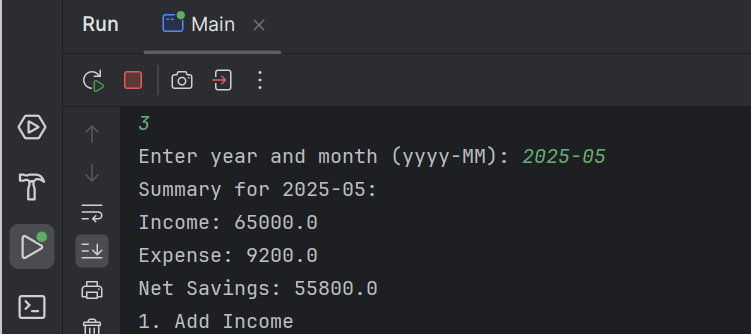 Run Main
3
Enter year and month (yyyy-MM): 2025-05
Summary for 2025-05:
Income: 65000.0
Expense: 9200.0
Net Savings: 55800.0
1. Add Income